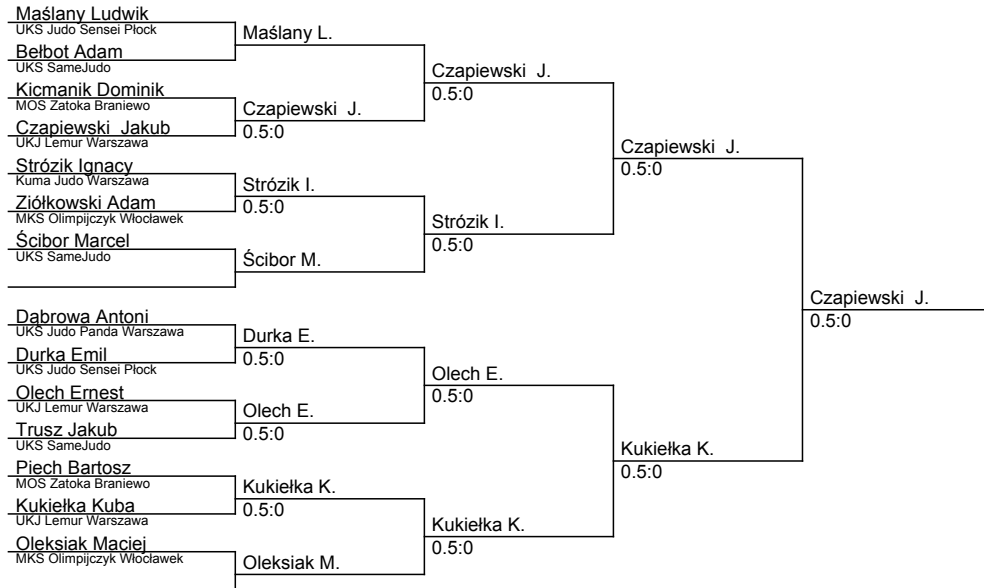 Maślany Ludwik
UKS Judo Sensei Płock
Bełbot Adam
UKS SameJudo
Kicmanik Dominik
MOS Zatoka Braniewo
Czapiewski  Jakub
UKJ Lemur Warszawa
Strózik Ignacy
Kuma Judo Warszawa
Ziółkowski Adam
MKS Olimpijczyk Włocławek
Ścibor Marcel
UKS SameJudo
Dąbrowa Antoni
UKS Judo Panda Warszawa
Durka Emil
UKS Judo Sensei Płock
Olech Ernest
UKJ Lemur Warszawa
Trusz Jakub
UKS SameJudo
Piech Bartosz
MOS Zatoka Braniewo
Kukiełka Kuba
UKJ Lemur Warszawa
Oleksiak Maciej
MKS Olimpijczyk Włocławek
Maślany L.
Czapiewski  J.
0.5:0
Strózik I.
0.5:0
Ścibor M.
Durka E.
0.5:0
Olech E.
0.5:0
Kukiełka K.
0.5:0
Oleksiak M.
Czapiewski  J.
0.5:0
Strózik I.
0.5:0
Olech E.
0.5:0
Kukiełka K.
0.5:0
Czapiewski  J.
0.5:0
Kukiełka K.
0.5:0
Czapiewski  J.
0.5:0